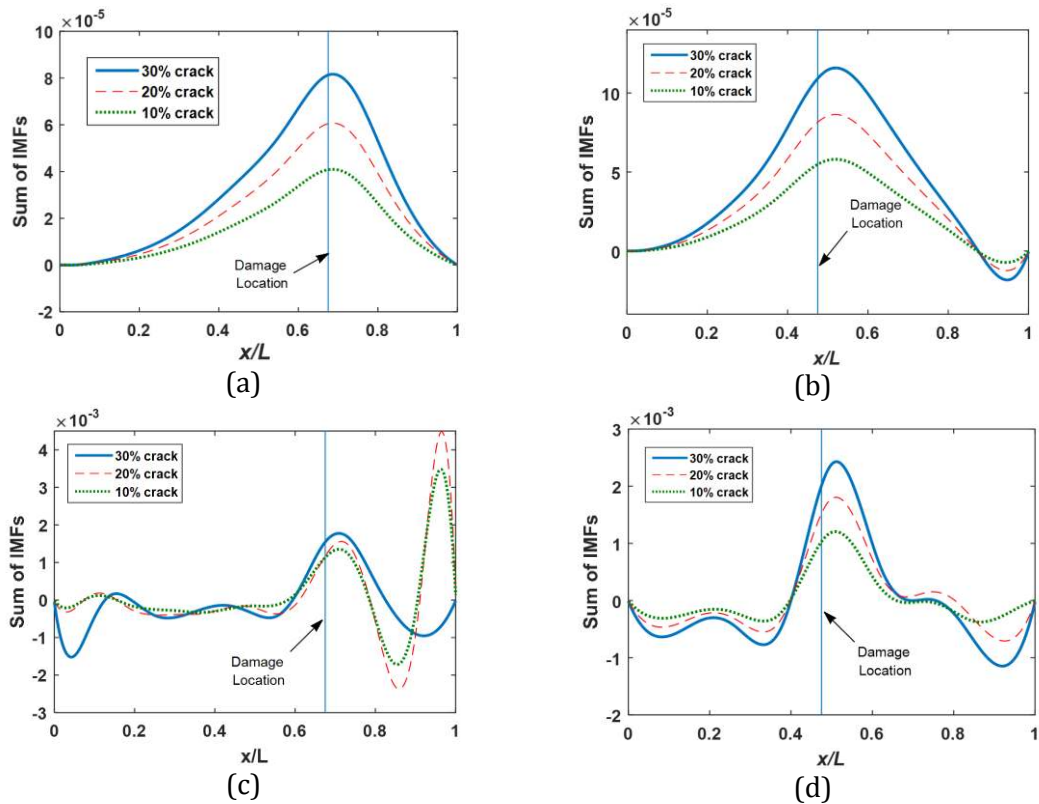 ×10⁻⁵
10
8
6
4
2
0
-2
Sum of IMFs
30% crack
20% crack
10% crack
Damage
Location
0 0.2 0.4 0.6 0.8 1
x/L
(a)
×10⁻⁵
10
5
0
Sum of IMFs
30% crack
20% crack
10% crack
Damage
Location
0 0.2 0.4 0.6 0.8 1
x/L
(b)
×10⁻³
4
3
2
1
0
-1
-2
-3
Sum of IMFs
30% crack
20% crack
10% crack
Damage
Location
0 0.2 0.4 0.6 0.8 1
x/L
(c)
×10⁻³
3
2
1
0
-1
-2
Sum of IMFs
30% crack
20% crack
10% crack
Damage
Location
0 0.2 0.4 0.6 0.8 1
x/L
(d)